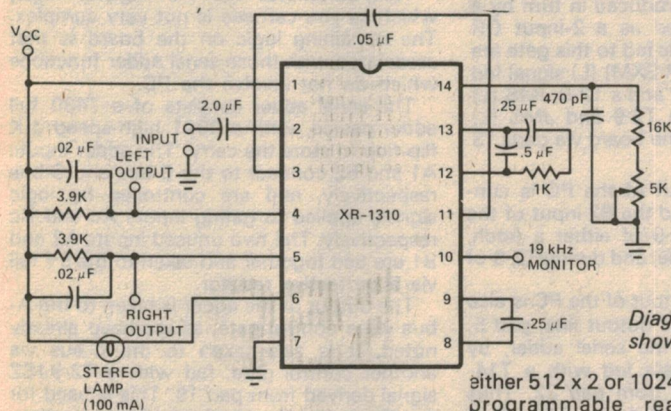 .05 µF
VCC
14
2.0 µF
.25 µF
470 pF
.02 µF
INPUT
2
13
16K
LEFT
OUTPUT
.5 µF
12
3.9K
1K
5K
XR-1310
11
3.9K
5
10
19 kHz
MONITOR
.02 µF
6
9
RIGHT
OUTPUT
.25 µF
7
8
STEREO
LAMP
(100 mA)
Diag
show
either 512 x 2 or 1024
programmable rea